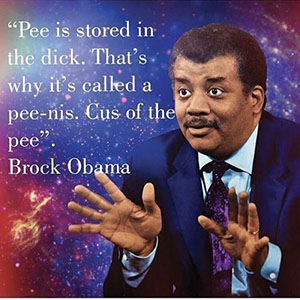 “Pee is stored in
the dick. That's
why it's called a
pee-nis. Cus of the
pee”.
Brock Obama